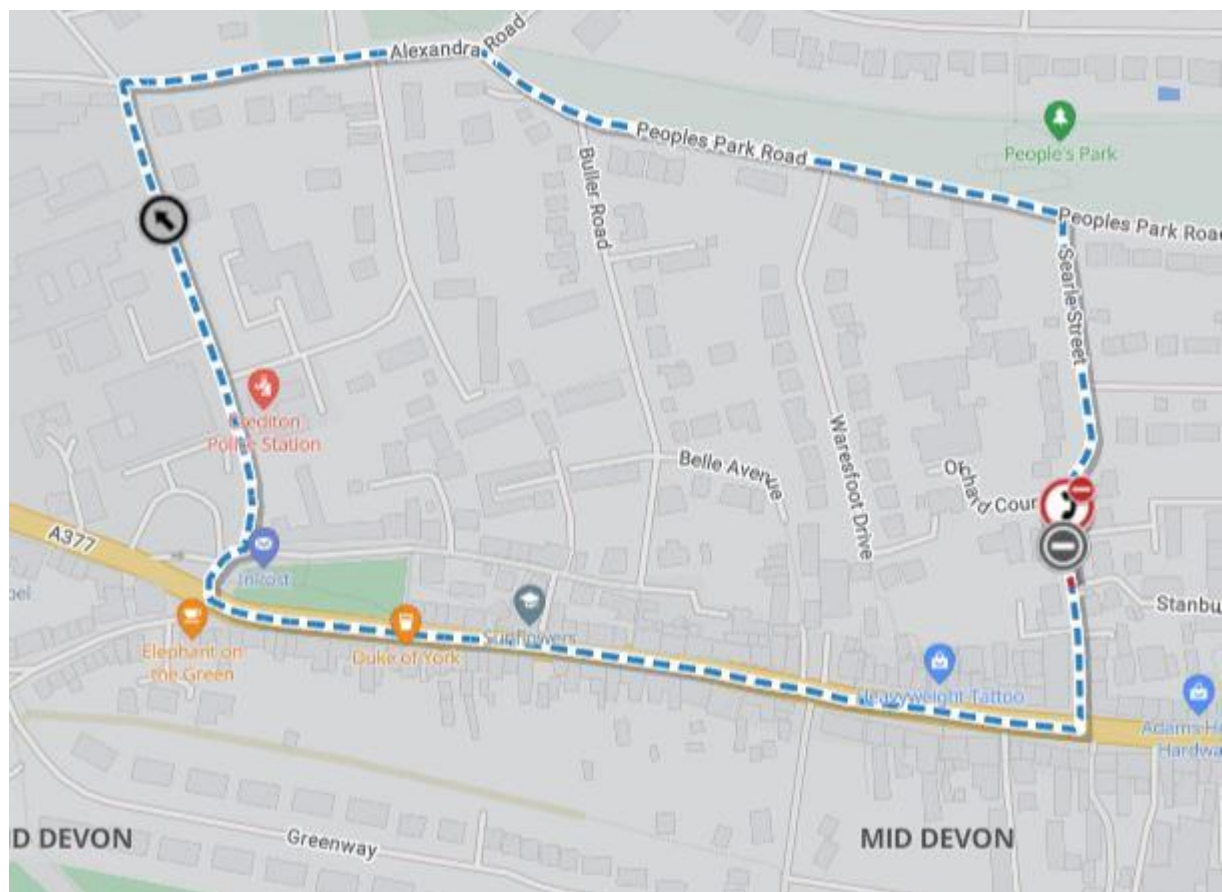 Alexandra Road
Peoples Park Road
People's Park
Peoples Park Road
Buller Road
Searle Street
Crediton
Police Station
Belle Avenue
Waresfoot Drive
Orchard Cour
A377
InPost
Stanbu
Sunflowers
Elephant on
the Green
Duke of York
Heavyweight Tattoo
Adams H
Hardwa
Greenway
D DEVON
MID DEVON